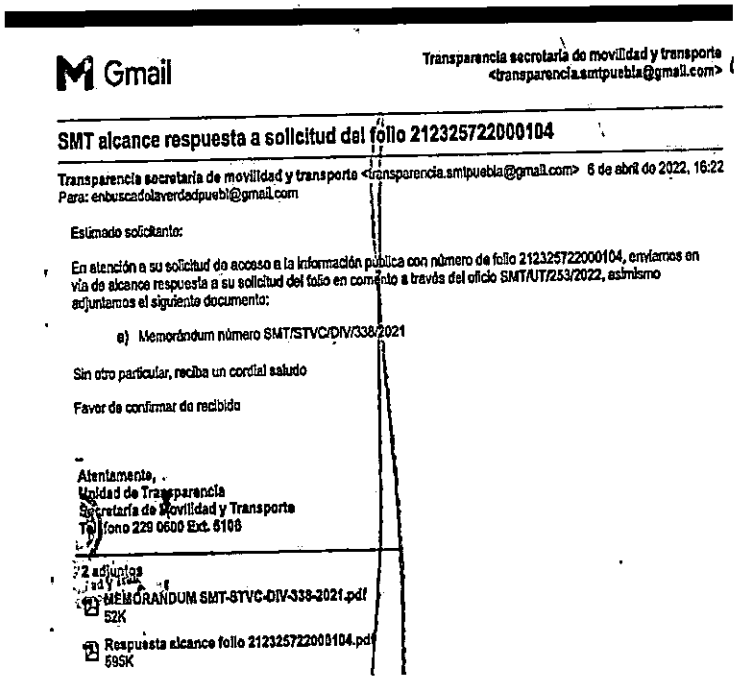 Gmail
Transparencia secretaria de movilidad y transporte
<transparencia.smtpuebla@gmail.com>
SMT alcance respuesta a solicitud del folio 212325722000104
Transparencia secretaría de movilidad y transporte <transparencia.smtpuebla@gmail.com> 6 de abril de 2022, 16:22
Para: enbuscadolaverdadpuebl@gmail.com
Estimado solicitante:
En atención a su solicitud de acceso a la información pública con número de folio 212325722000104, enviamos en
vía de alcance respuesta a su solicitud del folio en comento a través del oficio SMT/UT/253/2022, asimismo
adjuntamos el siguiente documento:
a) Memorándum número SMT/STVC/DIV/338/2021
Sin otro particular, reciba un cordial saludo
Favor de confirmar de recibido
--
Atentamente,
Unidad de Transparencia
Secretaría de Movilidad y Transporte
Teléfono 229 0600 Ext. 5108
2 adjuntos
MEMORANDUM SMT-STVC-DIV-338-2021.pdf
52K
Respuesta alcance folio 212325722000104.pdf
595K